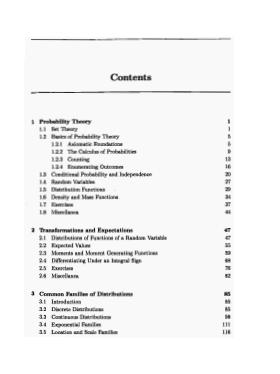 Contents
1 Probability Theory 1
1.1 Set Theory 1
1.2 Basics of Probability Theory 5
1.2.1 Axiomatic Foundations 5
1.2.2 The Calculus of Probabilities 9
1.2.3 Counting 13
1.2.4 Enumerating Outcomes 16
1.3 Conditional Probability and Independence 20
1.4 Random Variables 27
1.5 Distribution Functions 29
1.6 Density and Mass Functions 34
1.7 Exercises 37
1.8 Miscellanea 44
2 Transformations and Expectations 47
2.1 Distributions of Functions of a Random Variable 47
2.2 Expected Values 55
2.3 Moments and Moment Generating Functions 59
2.4 Differentiating Under an Integral Sign 68
2.5 Exercises 76
2.6 Miscellanea 82
3 Common Families of Distributions 85
3.1 Introduction 85
3.2 Discrete Distributions 85
3.3 Continuous Distributions 98
3.4 Exponential Families 111
3.5 Location and Scale Families 116